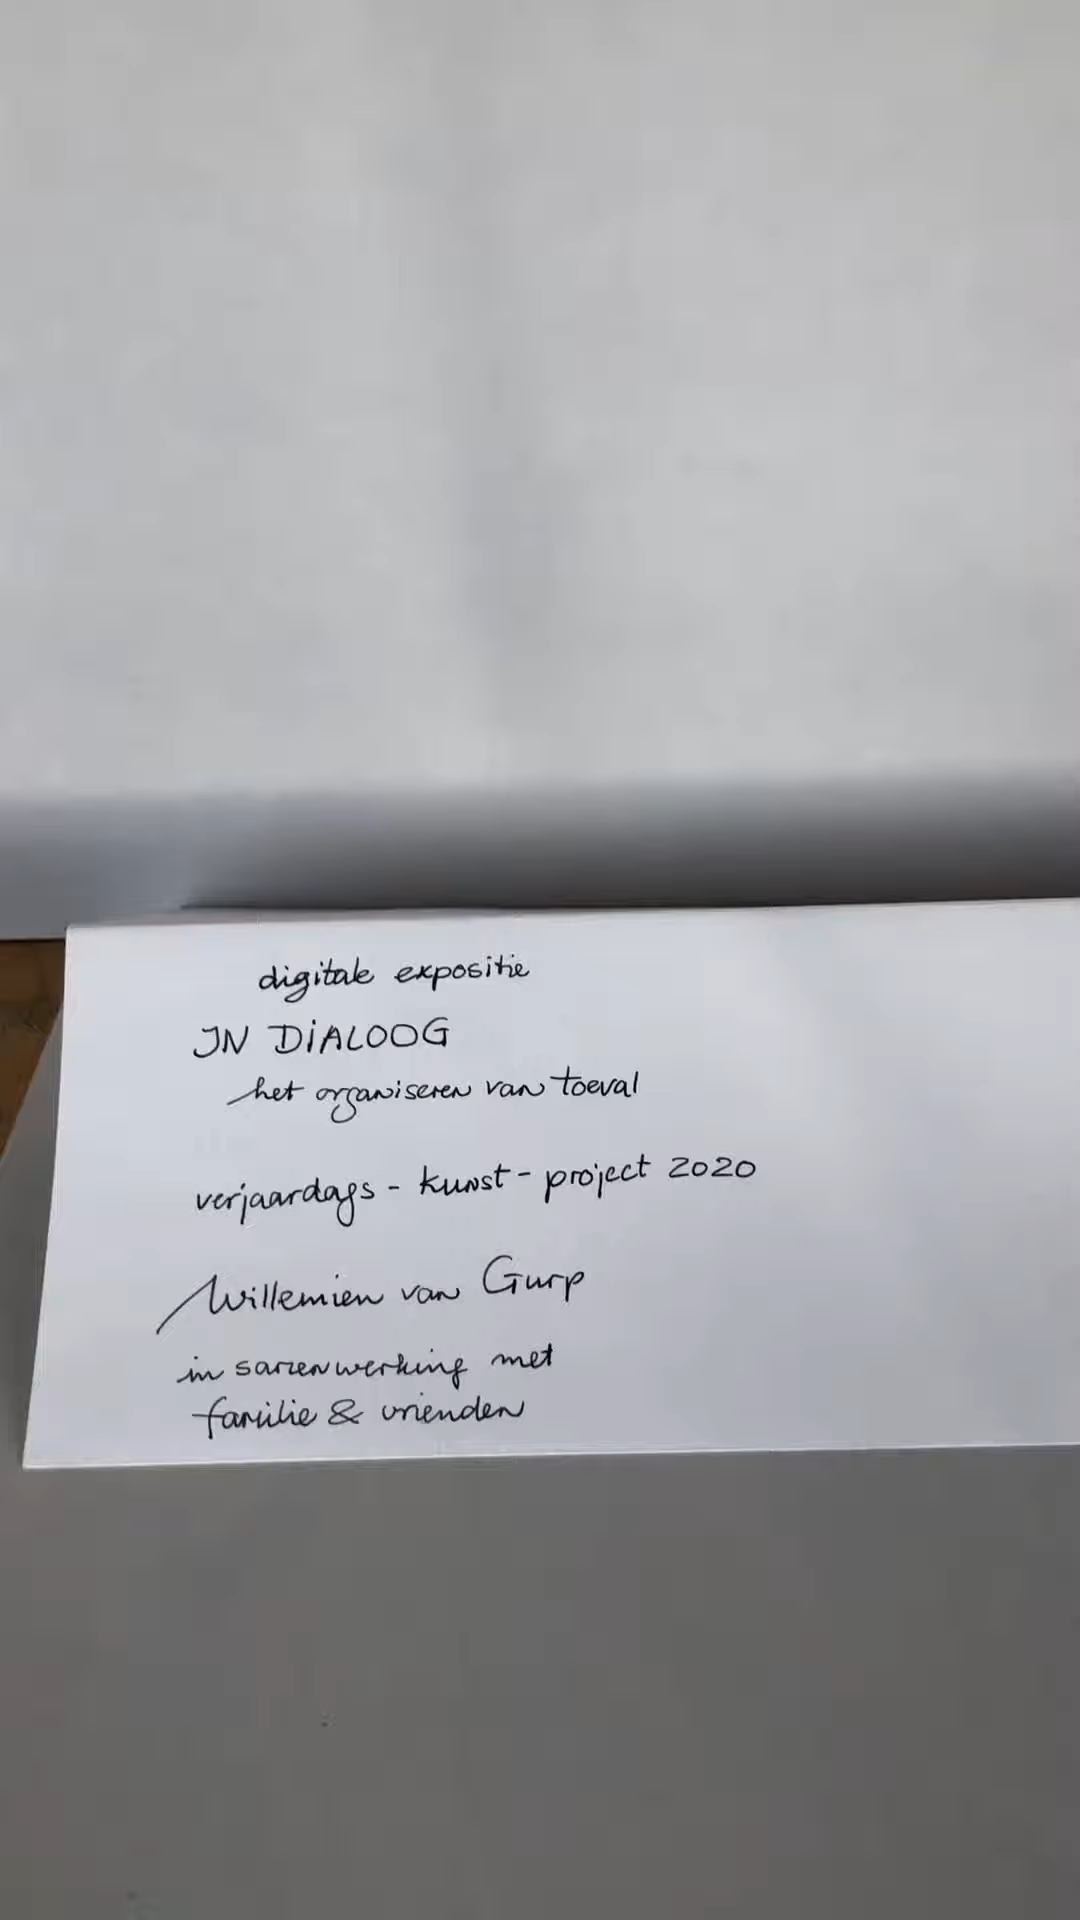 digitale expositie
IN DiALOOG
het organiseren van toeval
verjaardags - kunst - project 2020
Willemien van Gurp
in samenwerking met
familie & vrienden